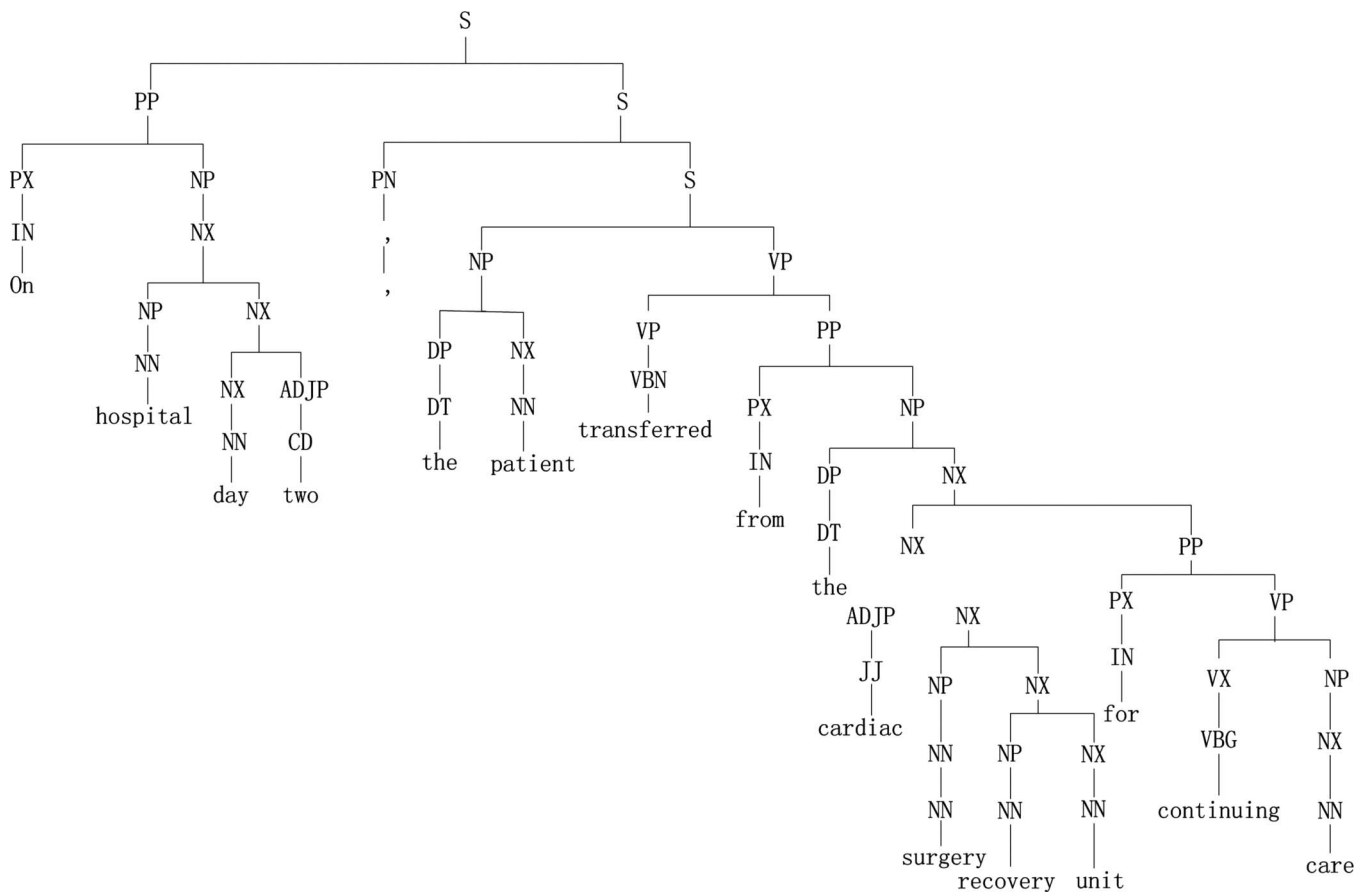 S
PP S
PX NP PN S
IN NX ,
On NP VP
NP NX ,
NN NX ADJP DP NX VP PP
hospital NN CD DT NN VBN PX NP
day two the patient transferred IN DP NX
from DT NX PP
the PX VP
ADJP NX IN VX NP
JJ NP NX for
cardiac NN NP NX VBG NX
NN NN NN continuing NN
surgery recovery unit care